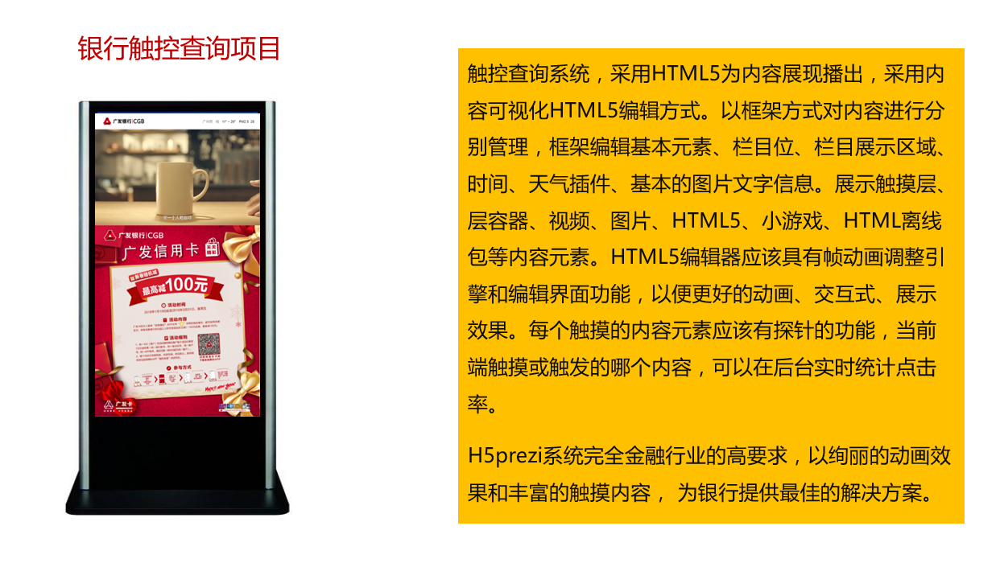 银行触控查询项目
广发银行|CGB
11° ~ 20° PM2.5 28
广发银行|CGB
广发信用卡
天天
精彩
最高减100元
活动时间
活动内容
活动细则
参与方式
Happy new year
广发卡
触控查询系统，采用HTML5为内容展现播出，采用内
容可视化HTML5编辑方式。以框架方式对内容进行分
别管理，框架编辑基本元素、栏目位、栏目展示区域、
时间、天气插件、基本的图片文字信息。展示触摸层、
层容器、视频、图片、HTML5、小游戏、HTML离线
包等内容元素。HTML5编辑器应该具有帧动画调整引
擎和编辑界面功能，以便更好的动画、交互式、展示
效果。每个触摸的内容元素应该有探针的功能，当前
端触摸或触发的哪个内容，可以在后台实时统计点击
率。
H5prezi系统完全金融行业的高要求，以绚丽的动画效
果和丰富的触摸内容， 为银行提供最佳的解决方案。